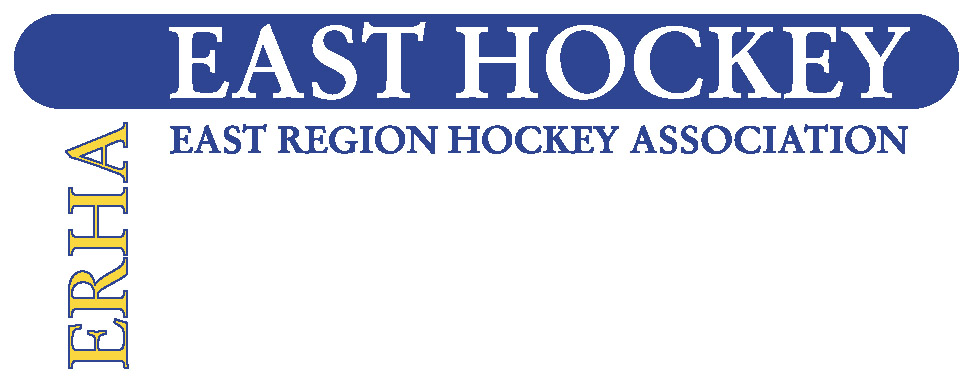 EAST HOCKEY
EAST REGION HOCKEY ASSOCIATION
ERHA